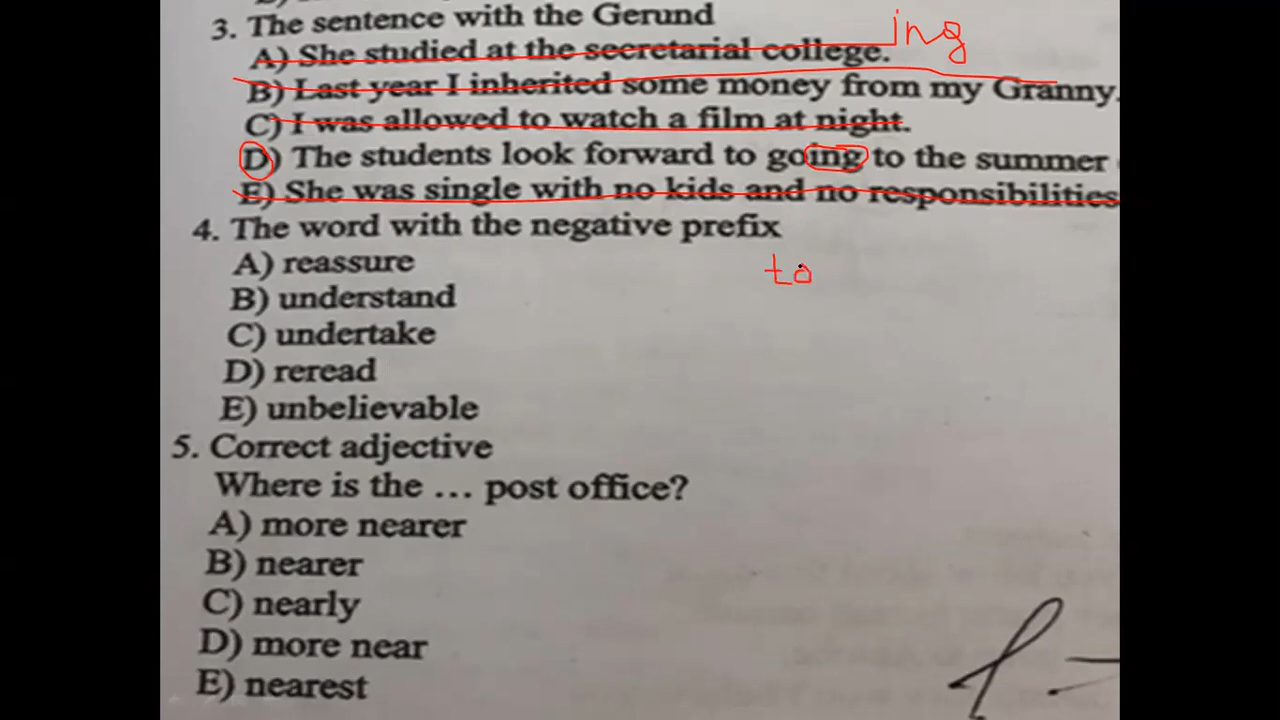 3. The sentence with the Gerund
ing
A) She studied at the secretarial college.
B) Last year I inherited some money from my Granny.
C) I was allowed to watch a film at night.
D) The students look forward to going to the summer
E) She was single with no kids and no responsibilities
4. The word with the negative prefix
to
A) reassure
B) understand
C) undertake
D) reread
E) unbelievable
5. Correct adjective
Where is the ... post office?
A) more nearer
B) nearer
C) nearly
D) more near
E) nearest